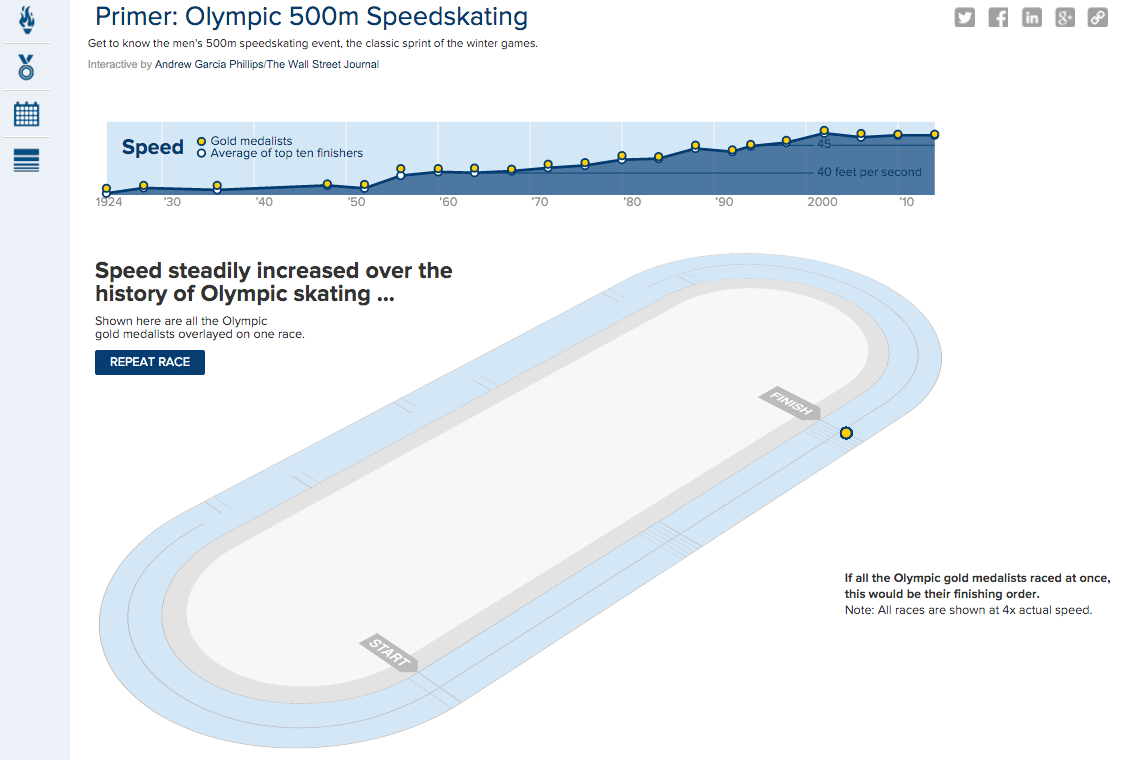 Primer: Olympic 500m Speedskating
Get to know the men's 500m speedskating event, the classic sprint of the winter games.
Interactive by Andrew Garcia Phillips/The Wall Street Journal
Speed
Gold medalists
Average of top ten finishers
45
40 feet per second
1924 '30 '40 '50 '60 '70 '80 '90 2000 '10
Speed steadily increased over the
history of Olympic skating ...
Shown here are all the Olympic
gold medalists overlayed on one race.
REPEAT RACE
FINISH
If all the Olympic gold medalists raced at once,
this would be their finishing order.
Note: All races are shown at 4x actual speed.
START